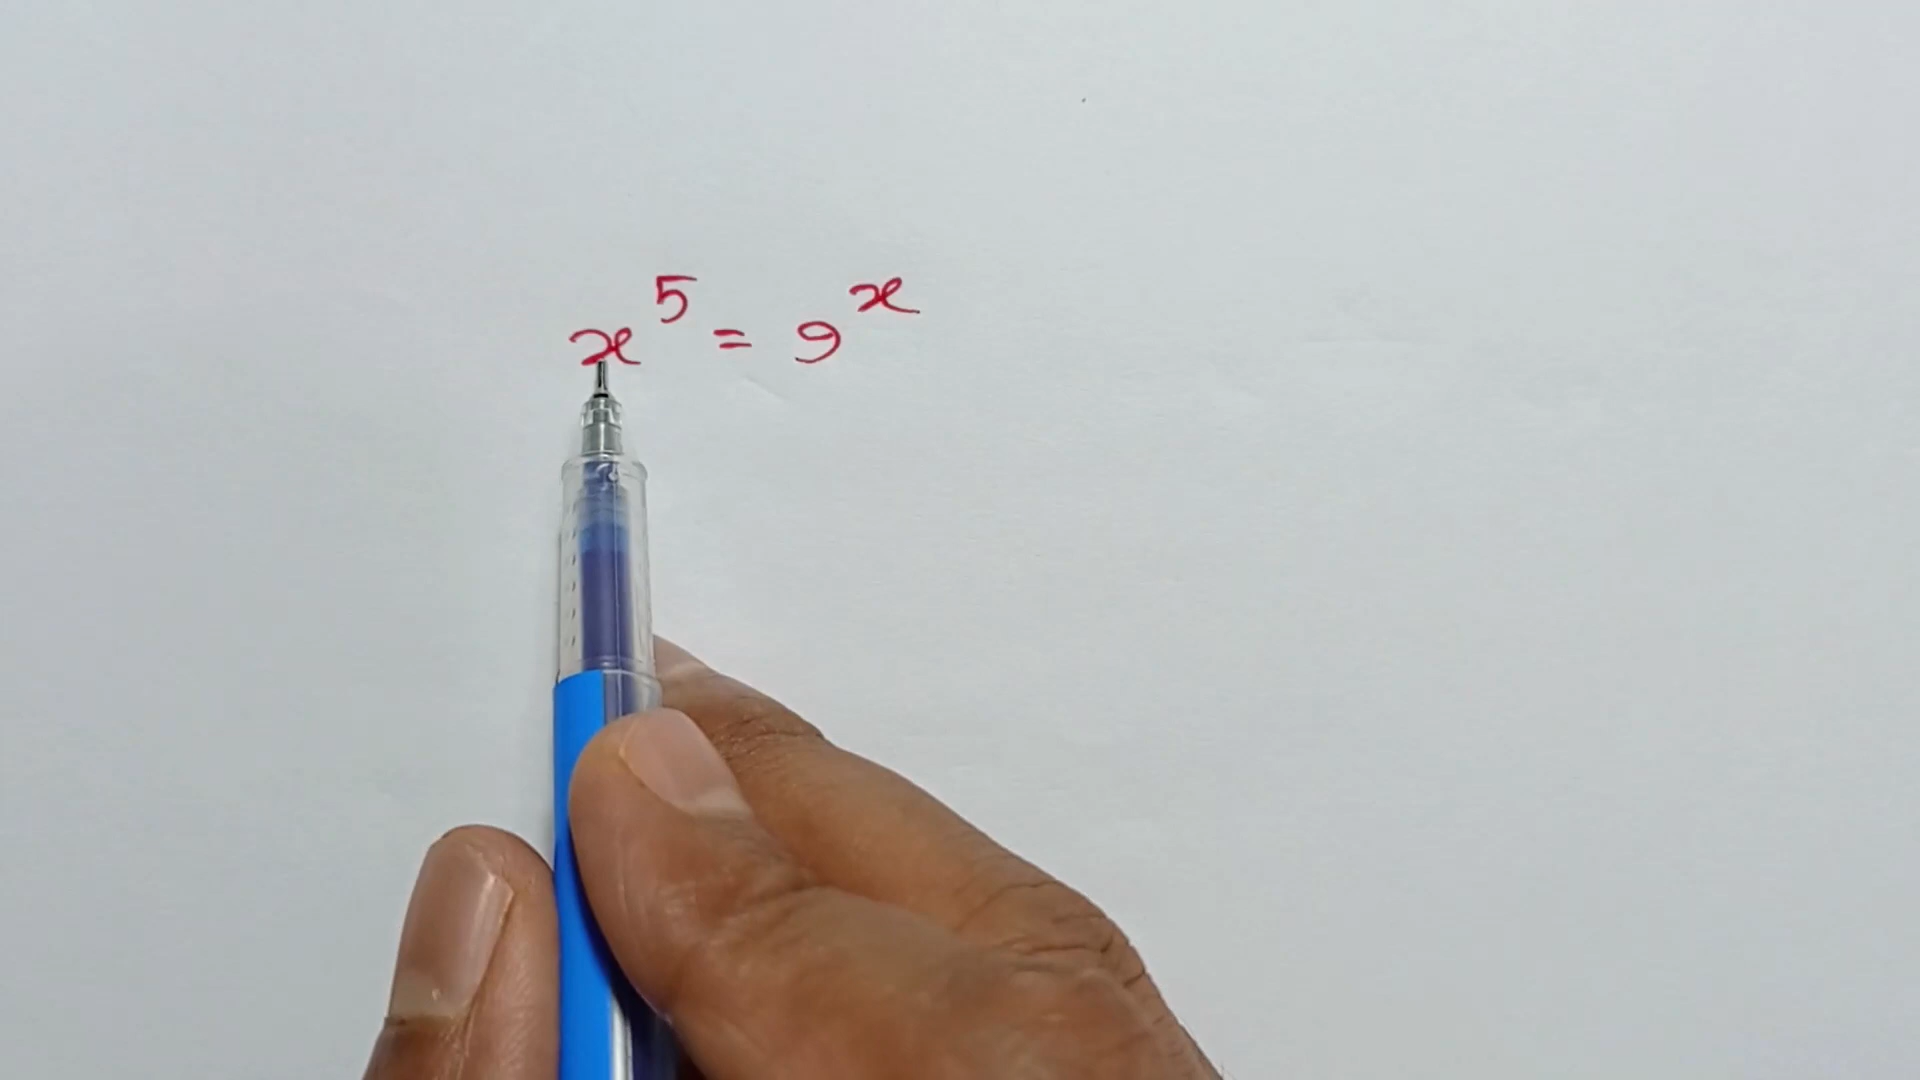 x⁵ = 9ˣ